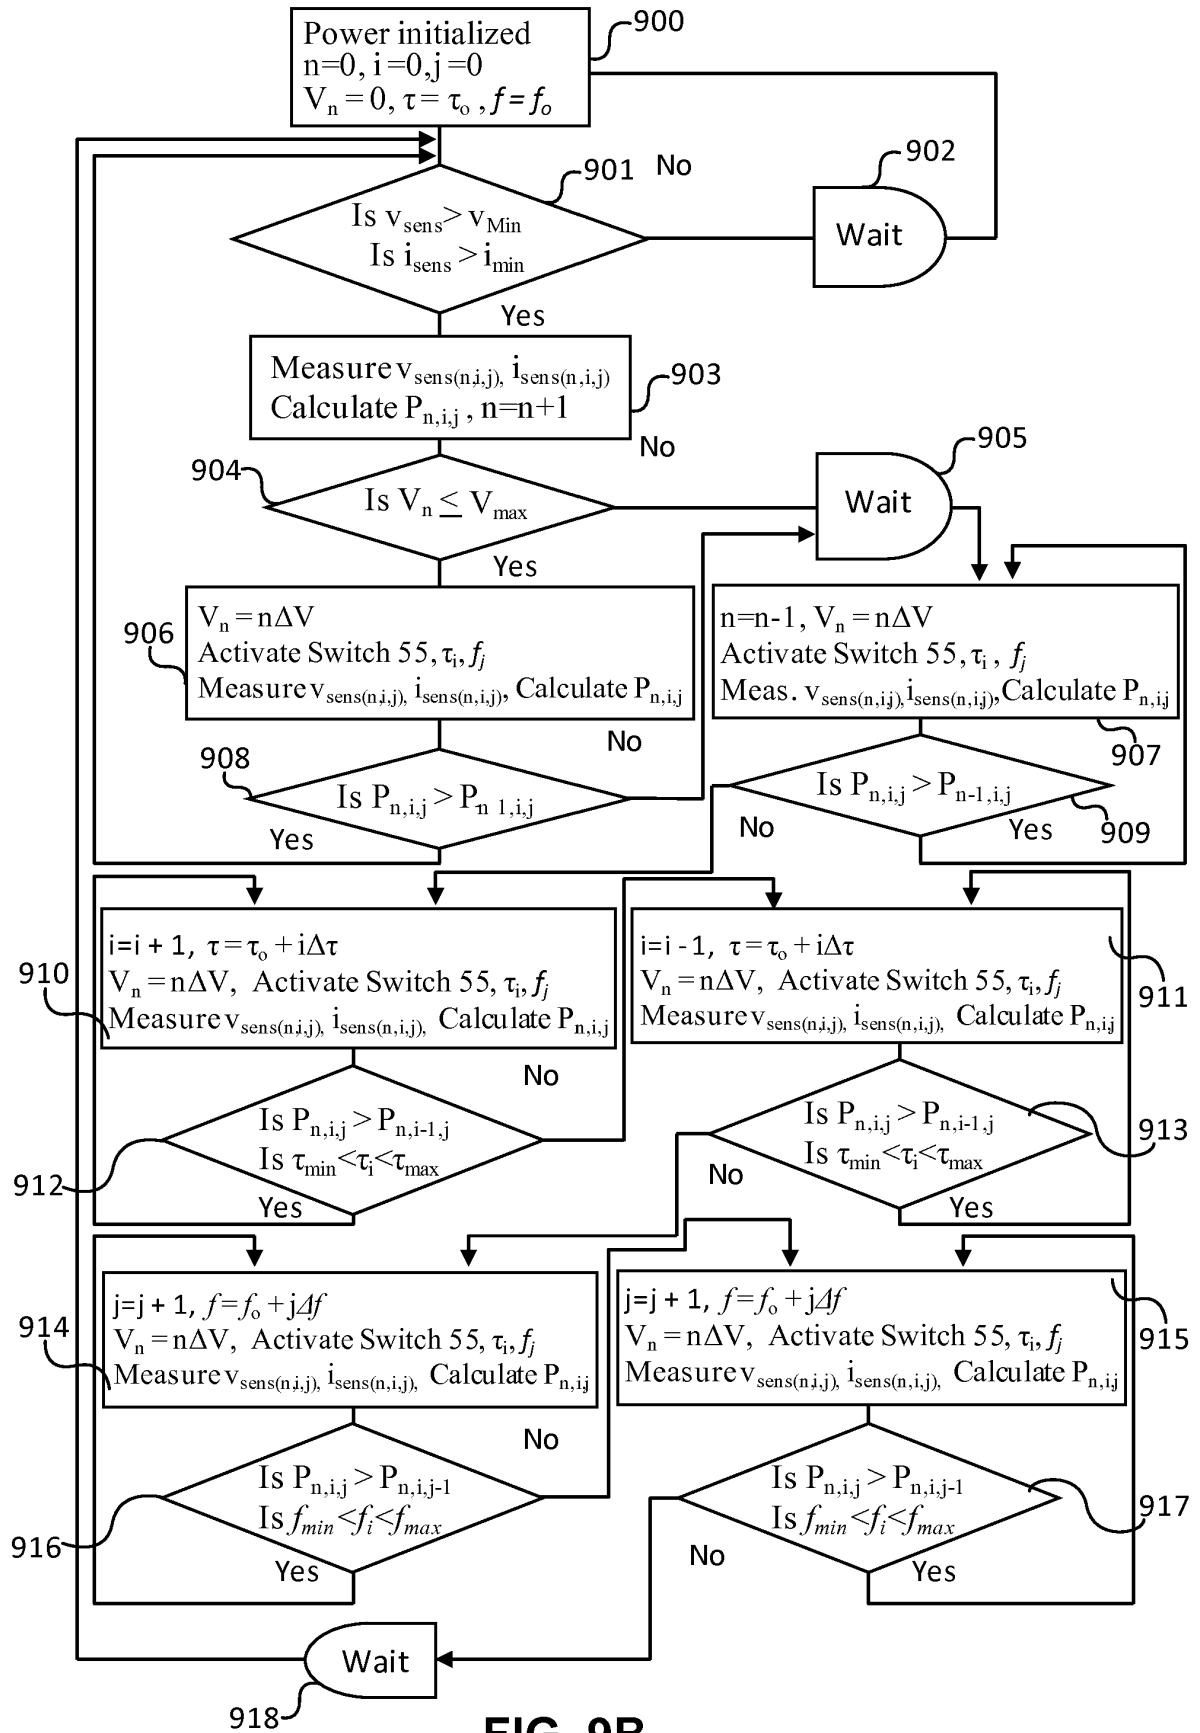 Power initialized
n=0, i=0,j=0
Vn = 0, τ= τo , f = fo
900
901
No
902
Is vsens> vMin
Is isens > imin
Wait
Yes
Measure vsens(n,i,j), isens(n,i,j)
Calculate Pn,i,j , n=n+1
903
No
904
905
Is Vn ≤ Vmax
Wait
Yes
906
Vn = nΔV
Activate Switch 55, τi, fj
Measure vsens(n,i,j), isens(n,i,j), Calculate Pn,i,j
n=n-1, Vn = nΔV
Activate Switch 55, τi , fj
Meas. vsens(n,i,j), isens(n,i,j), Calculate Pn,i,j
907
No
908
Is Pn,i,j > Pn 1,i,j
Yes
Is Pn,i,j > Pn-1,i,j
No
Yes
909
910
i=i + 1, τ= τo + iΔτ
Vn = nΔV, Activate Switch 55, τi, fj
Measure vsens(n,i,j), isens(n,i,j), Calculate Pn,i,j
i=i -1, τ= τo + iΔτ
Vn = nΔV, Activate Switch 55, τi, fj
Measure vsens(n,i,j), isens(n,i,j), Calculate Pn,i,j
911
No
912
Is Pn,i,j > Pn,i-1,j
Is τmin<τi<τmax
Yes
Is Pn,i,j > Pn,i-1,j
Is τmin<τi<τmax
913
No
Yes
914
j=j + 1, f= fo + jΔf
Vn = nΔV, Activate Switch 55, τi, fj
Measure vsens(n,i,j), isens(n,i,j), Calculate Pn,i,j
j=j + 1, f= fo + jΔf
Vn = nΔV, Activate Switch 55, τi, fj
Measure vsens(n,i,j), isens(n,i,j), Calculate Pn,i,j
915
No
916
Is Pn,i,j > Pn,i,j-1
Is fmin <fi<fmax
Yes
Is Pn,i,j > Pn,i,j-1
Is fmin <fi<fmax
917
No
Yes
Wait
918
FIG. 9B